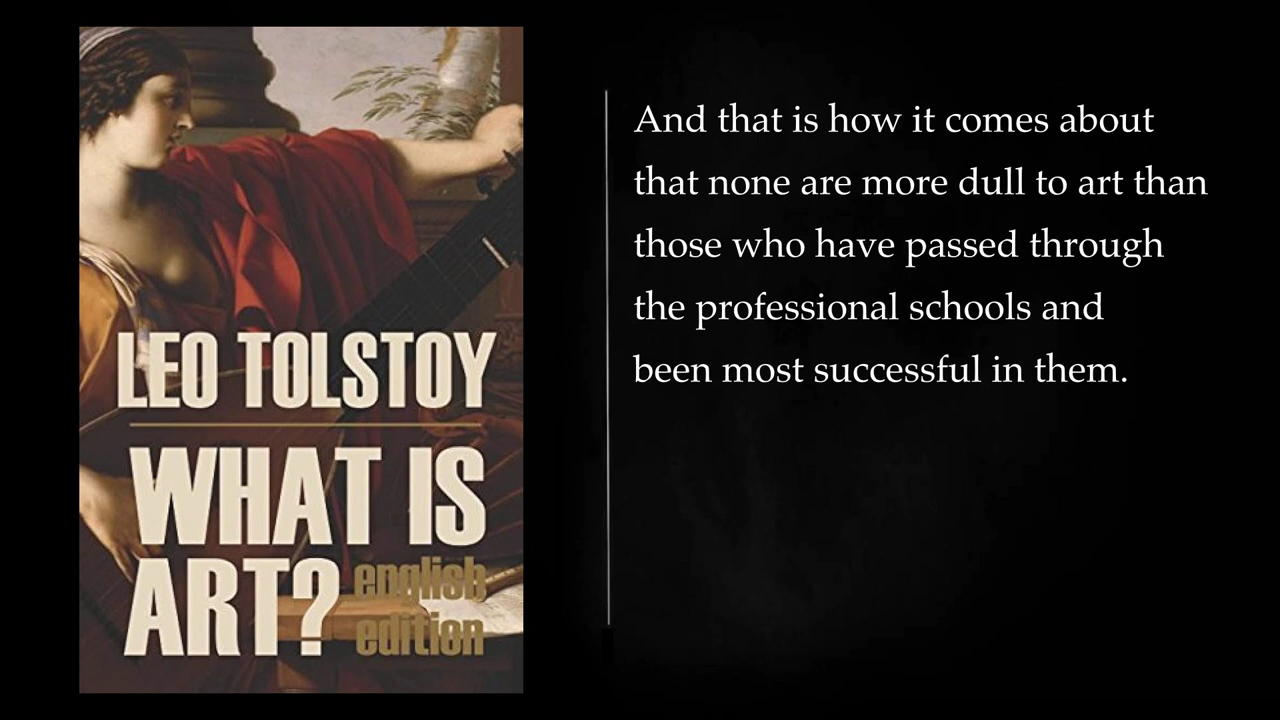 LEO TOLSTOY
WHAT IS
ART?
english
edition
And that is how it comes about
that none are more dull to art than
those who have passed through
the professional schools and
been most successful in them.